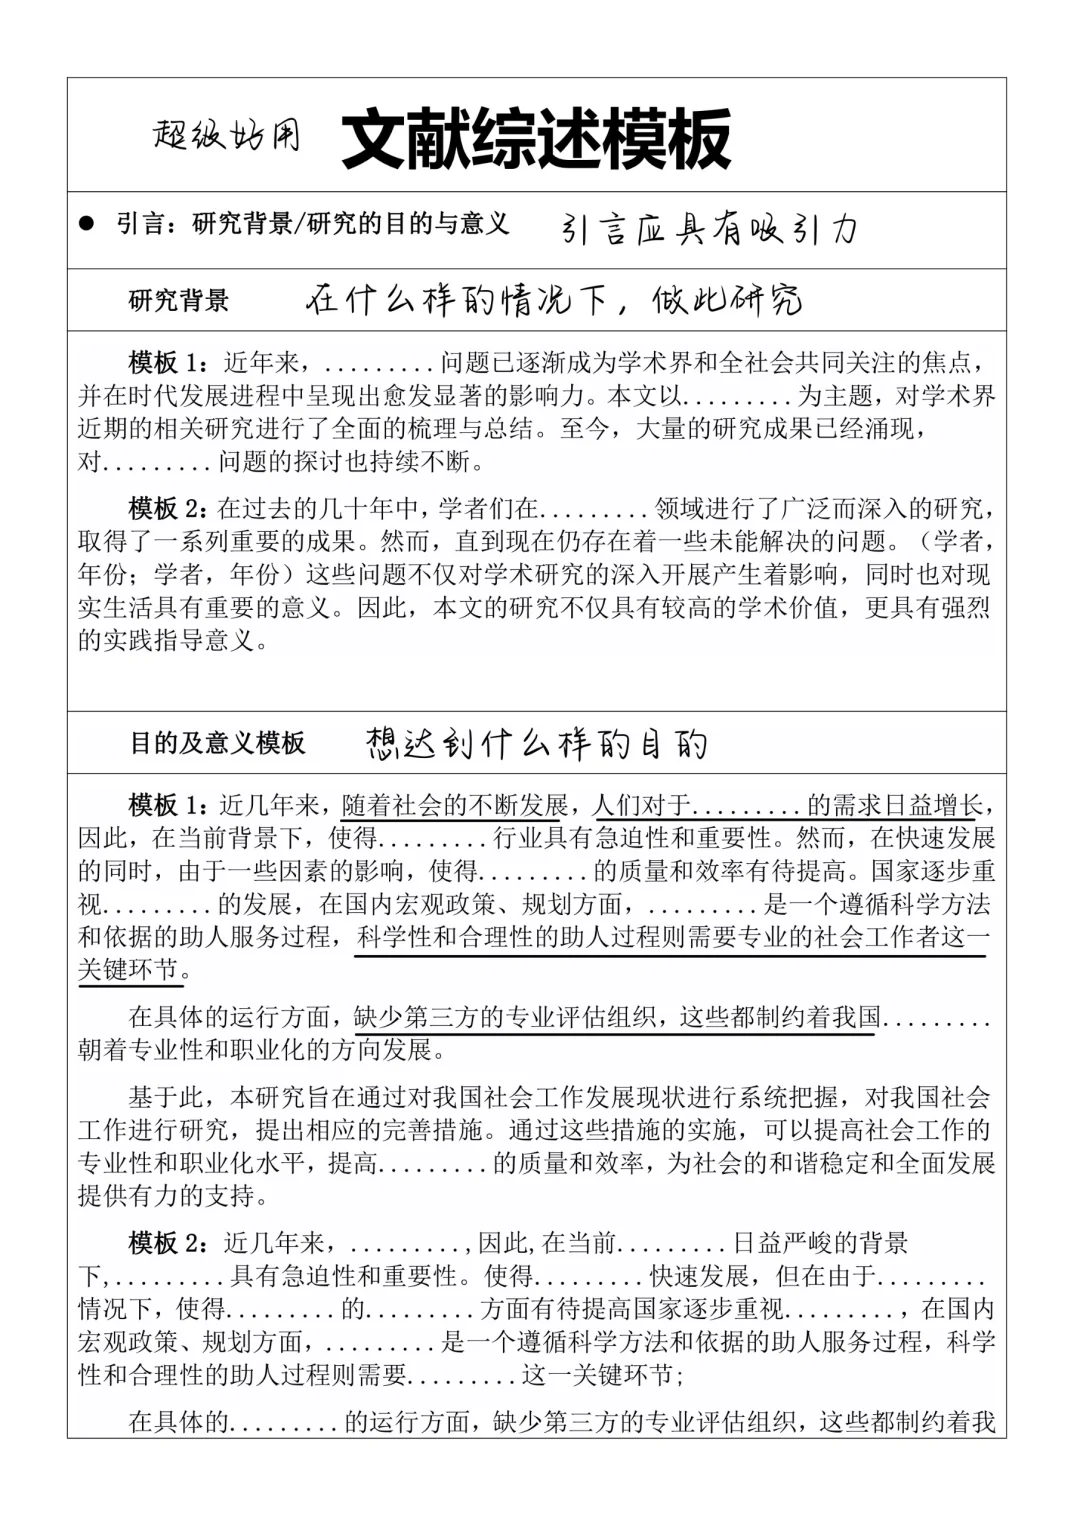 超级好用 文献综述模板
● 引言：研究背景/研究的目的与意义 引言应具有吸引力
研究背景 在什么样的情况下，做此研究
模板 1：近年来，.........问题已逐渐成为学术界和全社会共同关注的焦点，
并在时代发展进程中呈现出愈发显著的影响力。本文以.........为主题，对学术界
近期的相关研究进行了全面的梳理与总结。至今，大量的研究成果已经涌现，
对.........问题的探讨也持续不断。
模板 2：在过去的几十年中，学者们在.........领域进行了广泛而深入的研究，
取得了一系列重要的成果。然而，直到现在仍存在着一些未能解决的问题。（学者，
年份；学者，年份）这些问题不仅对学术研究的深入开展产生着影响，同时也对现
实生活具有重要的意义。因此，本文的研究不仅具有较高的学术价值，更具有强烈
的实践指导意义。
目的及意义模板 想达到什么样的目的
模板 1：近几年来，随着社会的不断发展，人们对于.........的需求日益增长，
因此，在当前背景下，使得.........行业具有急迫性和重要性。然而，在快速发展
的同时，由于一些因素的影响，使得.........的质量和效率有待提高。国家逐步重
视.........的发展，在国内宏观政策、规划方面，.........是一个遵循科学方法
和依据的助人服务过程，科学性和合理性的助人过程则需要专业的社会工作者这一
关键环节。
在具体的运行方面，缺少第三方的专业评估组织，这些都制约着我国.........
朝着专业性和职业化的方向发展。
基于此，本研究旨在通过对我国社会工作发展现状进行系统把握，对我国社会
工作进行研究，提出相应的完善措施。通过这些措施的实施，可以提高社会工作的
专业性和职业化水平，提高.........的质量和效率，为社会的和谐稳定和全面发展
提供有力的支持。
模板 2：近几年来，.........,因此,在当前.........日益严峻的背景
下,.........具有急迫性和重要性。使得.........快速发展，但在由于.........
情况下，使得.........的.........方面有待提高国家逐步重视.........，在国内
宏观政策、规划方面，.........是一个遵循科学方法和依据的助人服务过程，科学
性和合理性的助人过程则需要.........这一关键环节;
在具体的.........的运行方面，缺少第三方的专业评估组织，这些都制约着我